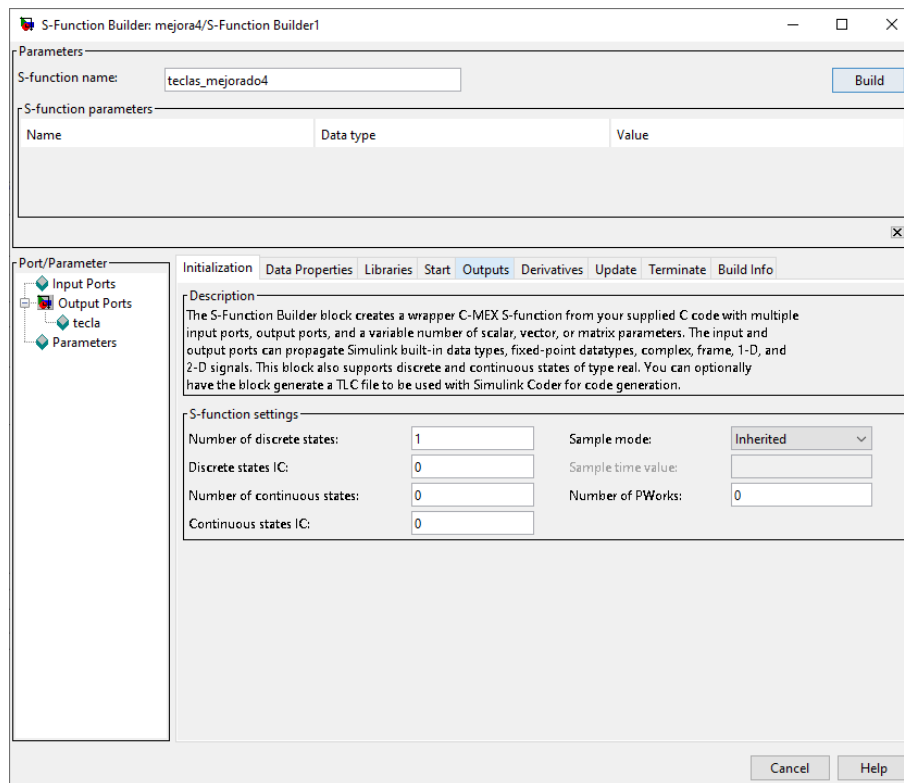 S-Function Builder: mejora4/S-Function Builder1
Parameters
S-function name: teclas_mejorado4 Build
S-function parameters
Name Data type Value
Port/Parameter
Input Ports
Output Ports
tecla
Parameters
Initialization Data Properties Libraries Start Outputs Derivatives Update Terminate Build Info
Description
The S-Function Builder block creates a wrapper C-MEX S-function from your supplied C code with multiple
input ports, output ports, and a variable number of scalar, vector, or matrix parameters. The input and
output ports can propagate Simulink built-in data types, fixed-point datatypes, complex, frame, 1-D, and
2-D signals. This block also supports discrete and continuous states of type real. You can optionally
have the block generate a TLC file to be used with Simulink Coder for code generation.
S-function settings
Number of discrete states: 1 Sample mode: Inherited
Discrete states IC: 0 Sample time value:
Number of continuous states: 0 Number of PWorks: 0
Continuous states IC: 0
Cancel Help